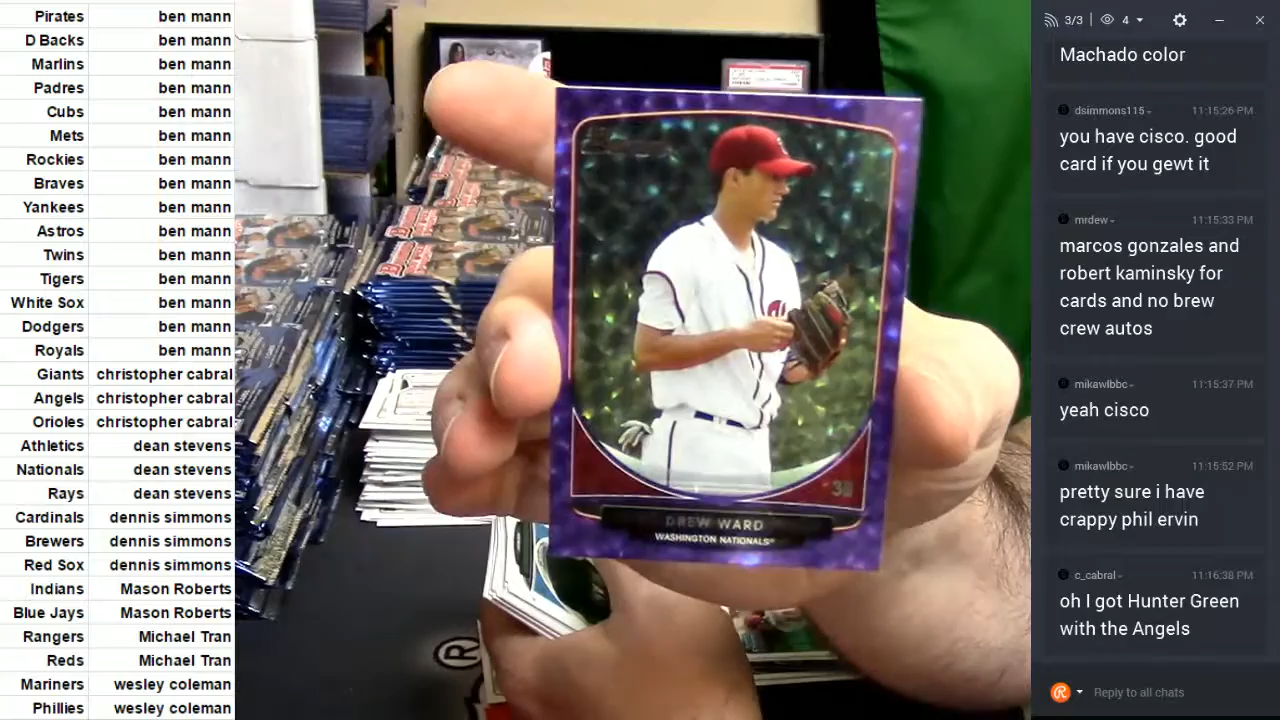 Pirates ben mann
D Backs ben mann
Marlins ben mann
Padres ben mann
Cubs ben mann
Mets ben mann
Rockies ben mann
Braves ben mann
Yankees ben mann
Astros ben mann
Twins ben mann
Tigers ben mann
White Sox ben mann
Dodgers ben mann
Royals ben mann
Giants christopher cabral
Angels christopher cabral
Orioles christopher cabral
Athletics dean stevens
Nationals dean stevens
Rays dean stevens
Cardinals dennis simmons
Brewers dennis simmons
Red Sox dennis simmons
Indians Mason Roberts
Blue Jays Mason Roberts
Rangers Michael Tran
Reds Michael Tran
Mariners wesley coleman
Phillies wesley coleman
DREW WARD
WASHINGTON NATIONALS®
®
3/3 4
Machado color
dsimmons115 11:15:26 PM
you have cisco. good
card if you gewt it
mrdew 11:15:33 PM
marcos gonzales and
robert kaminsky for
cards and no brew
crew autos
mikawlbbc 11:15:37 PM
yeah cisco
mikawlbbc 11:15:52 PM
pretty sure i have
crappy phil ervin
c_cabral 11:16:38 PM
oh I got Hunter Green
with the Angels
Reply to all chats